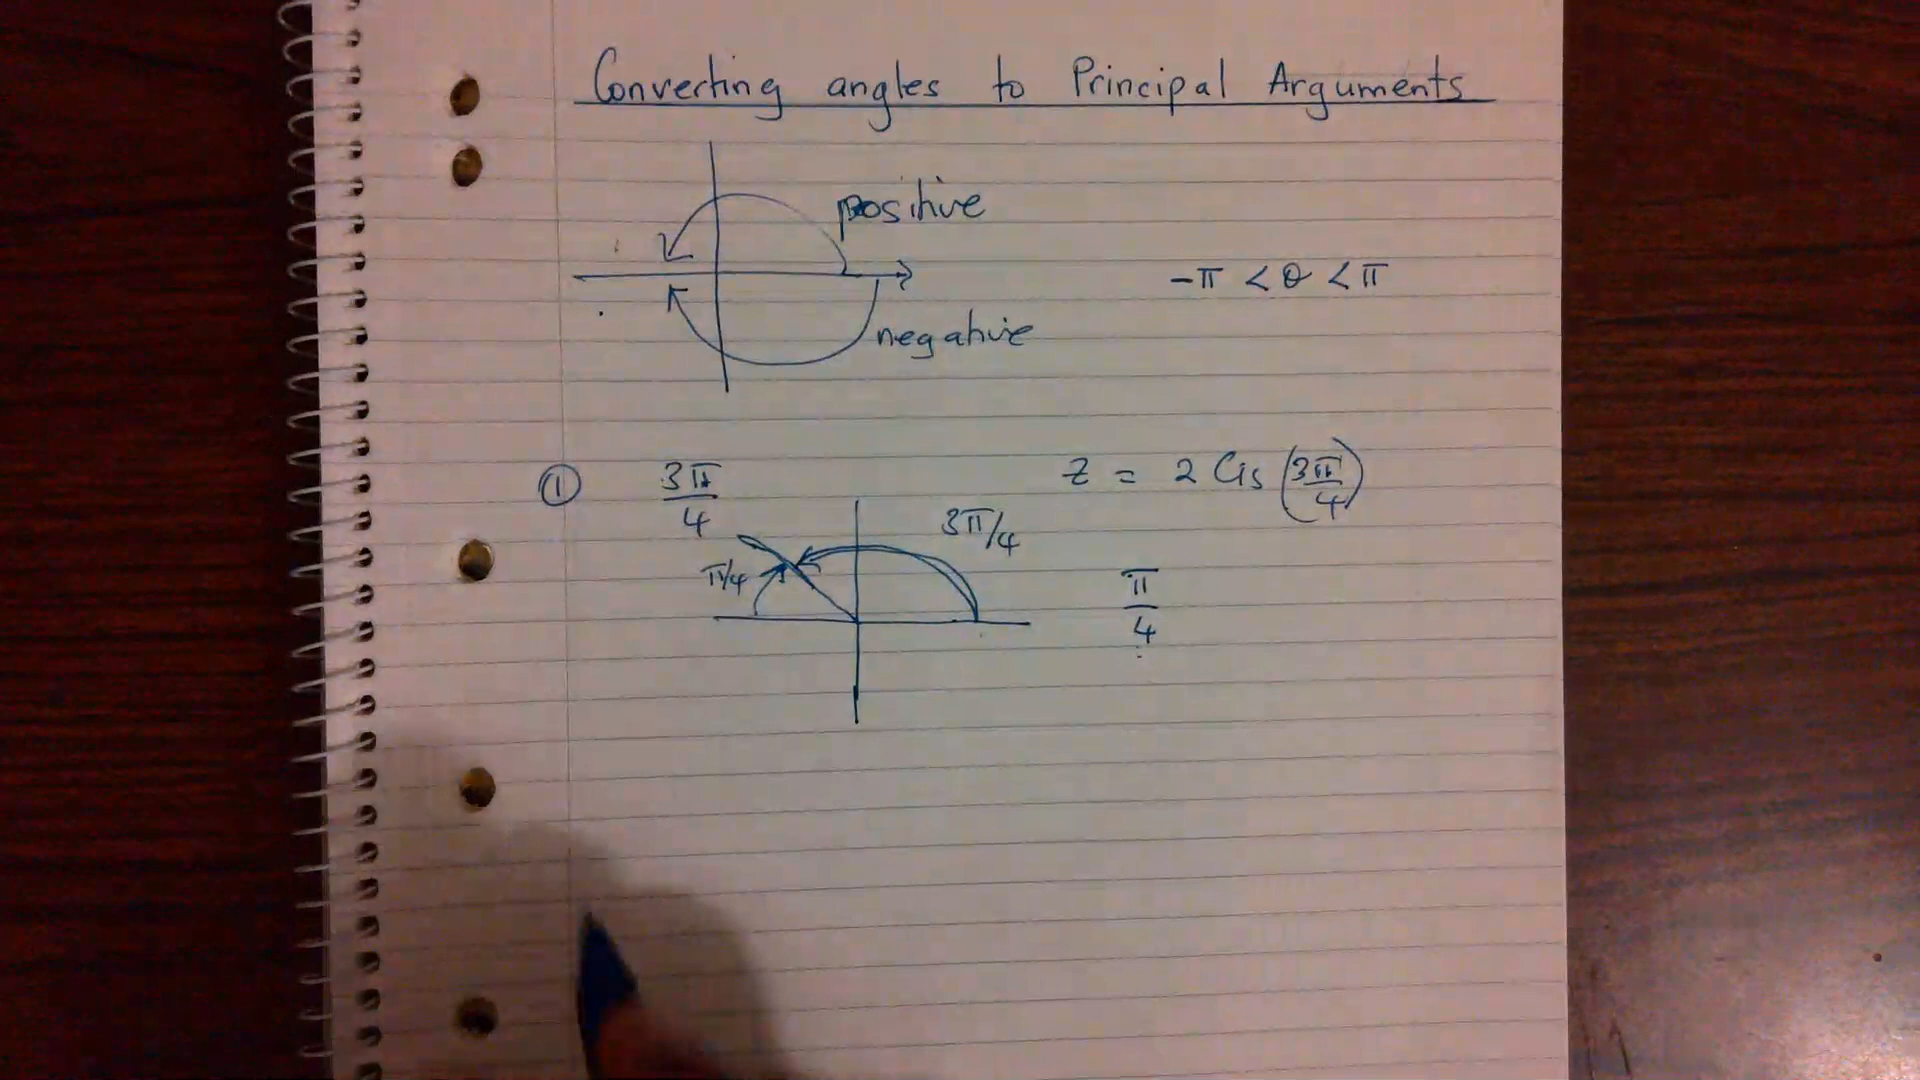 Converting angles to Principal Arguments
positive
-π < θ < π
negative
① 3π/4 z = 2 Cis (3π/4)
3π/4
π/4
π/4